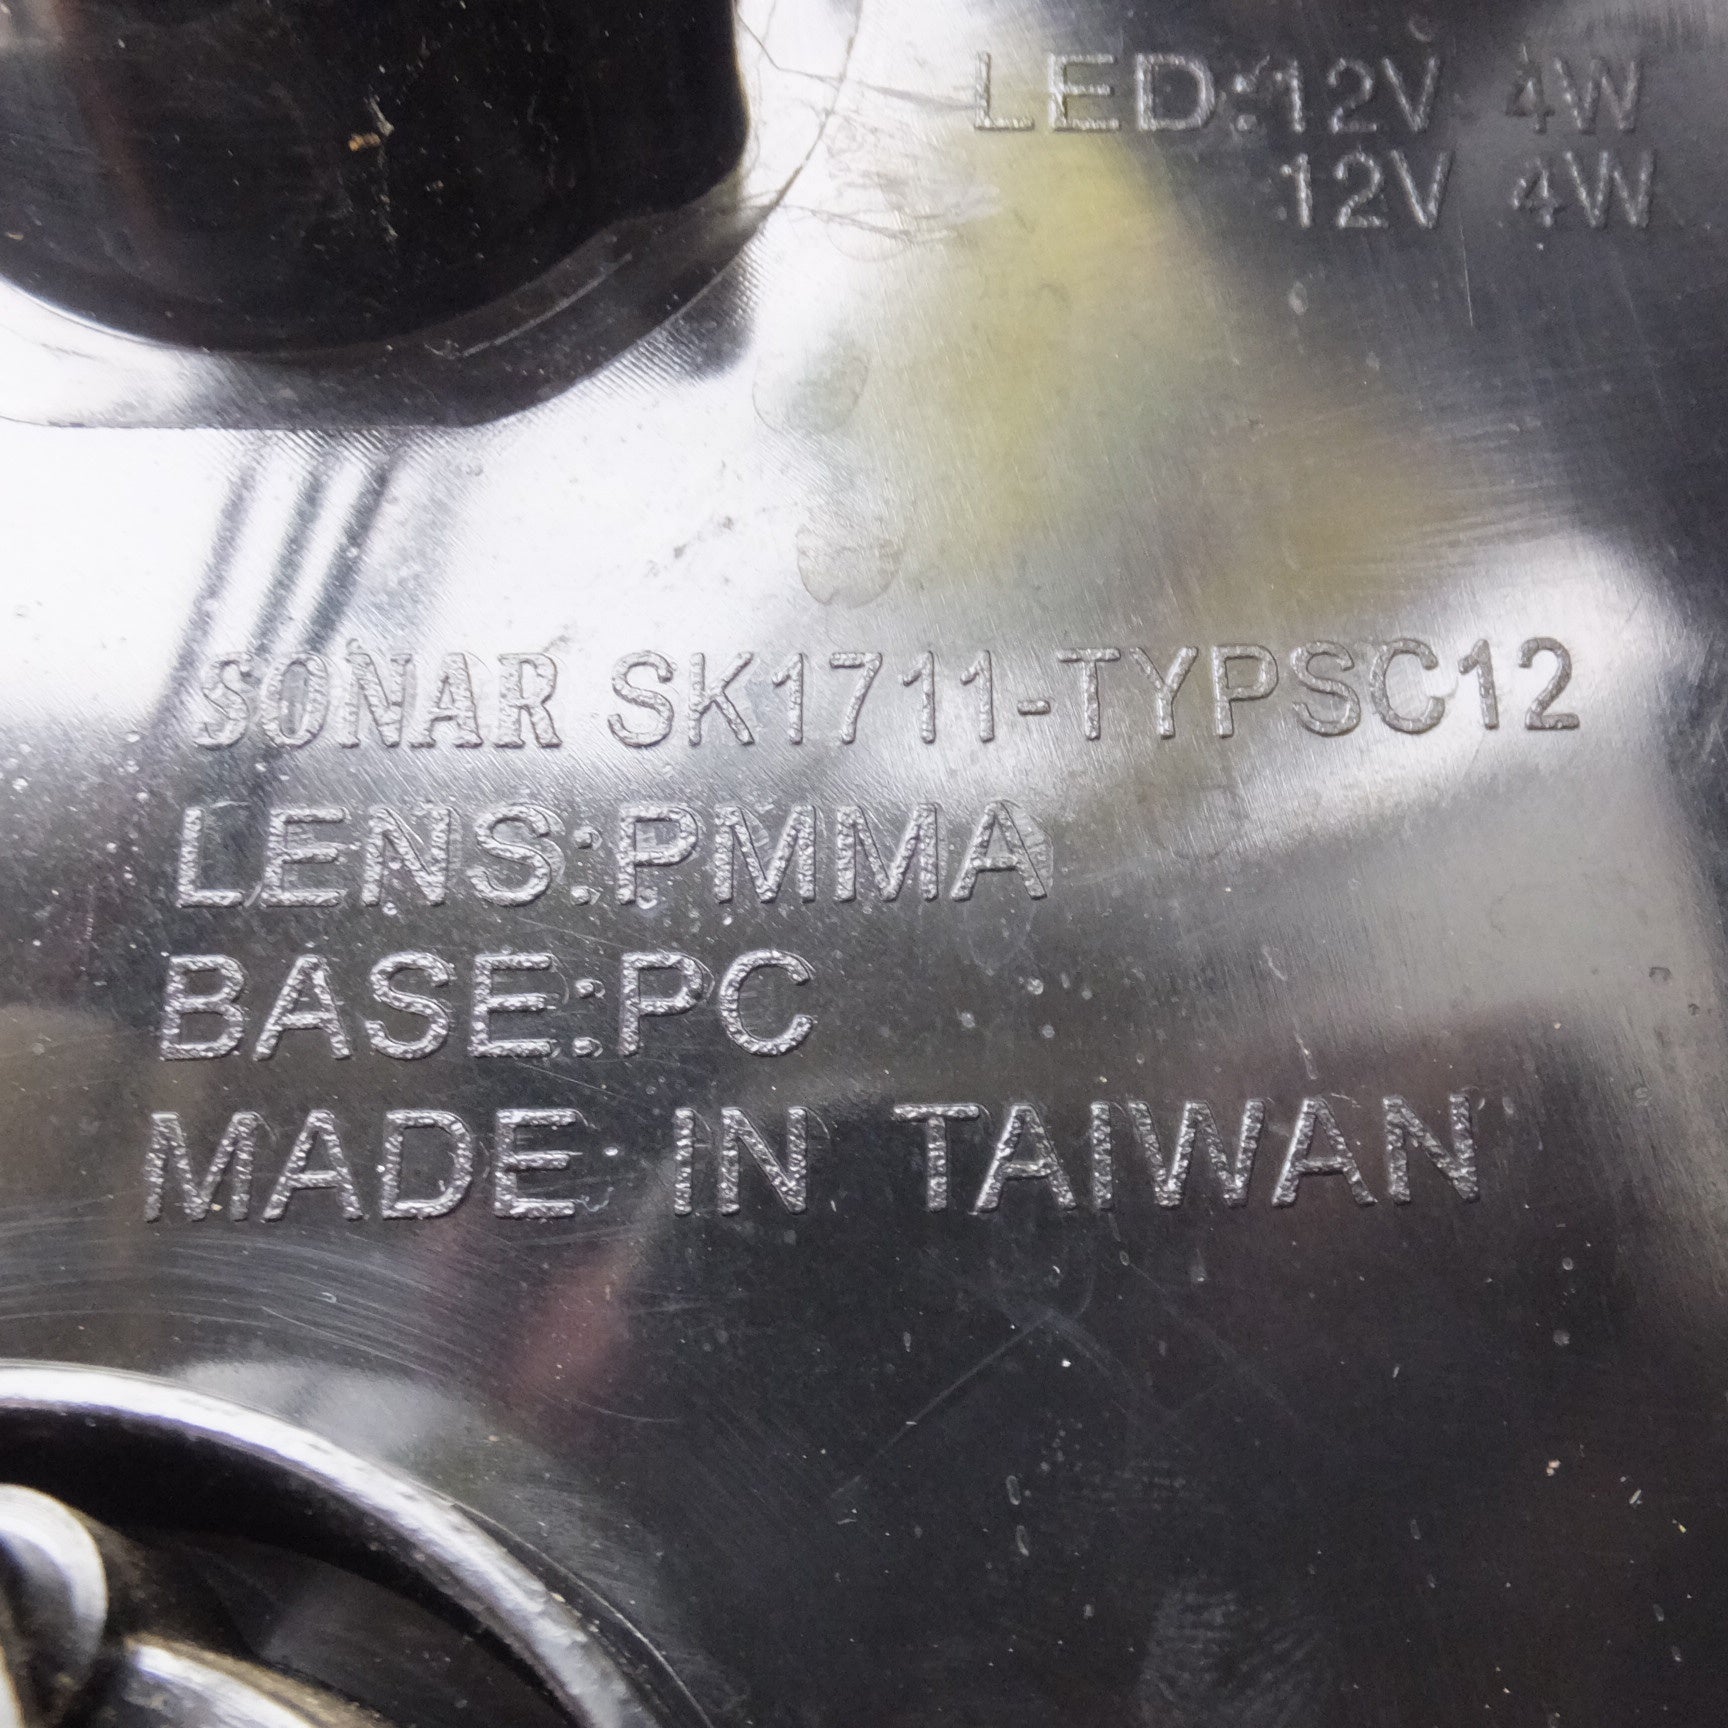 LED:12V 4W
12V 4W
SONAR SK1711-TYPSC12
LENS:PMMA
BASE:PC
MADE IN TAIWAN